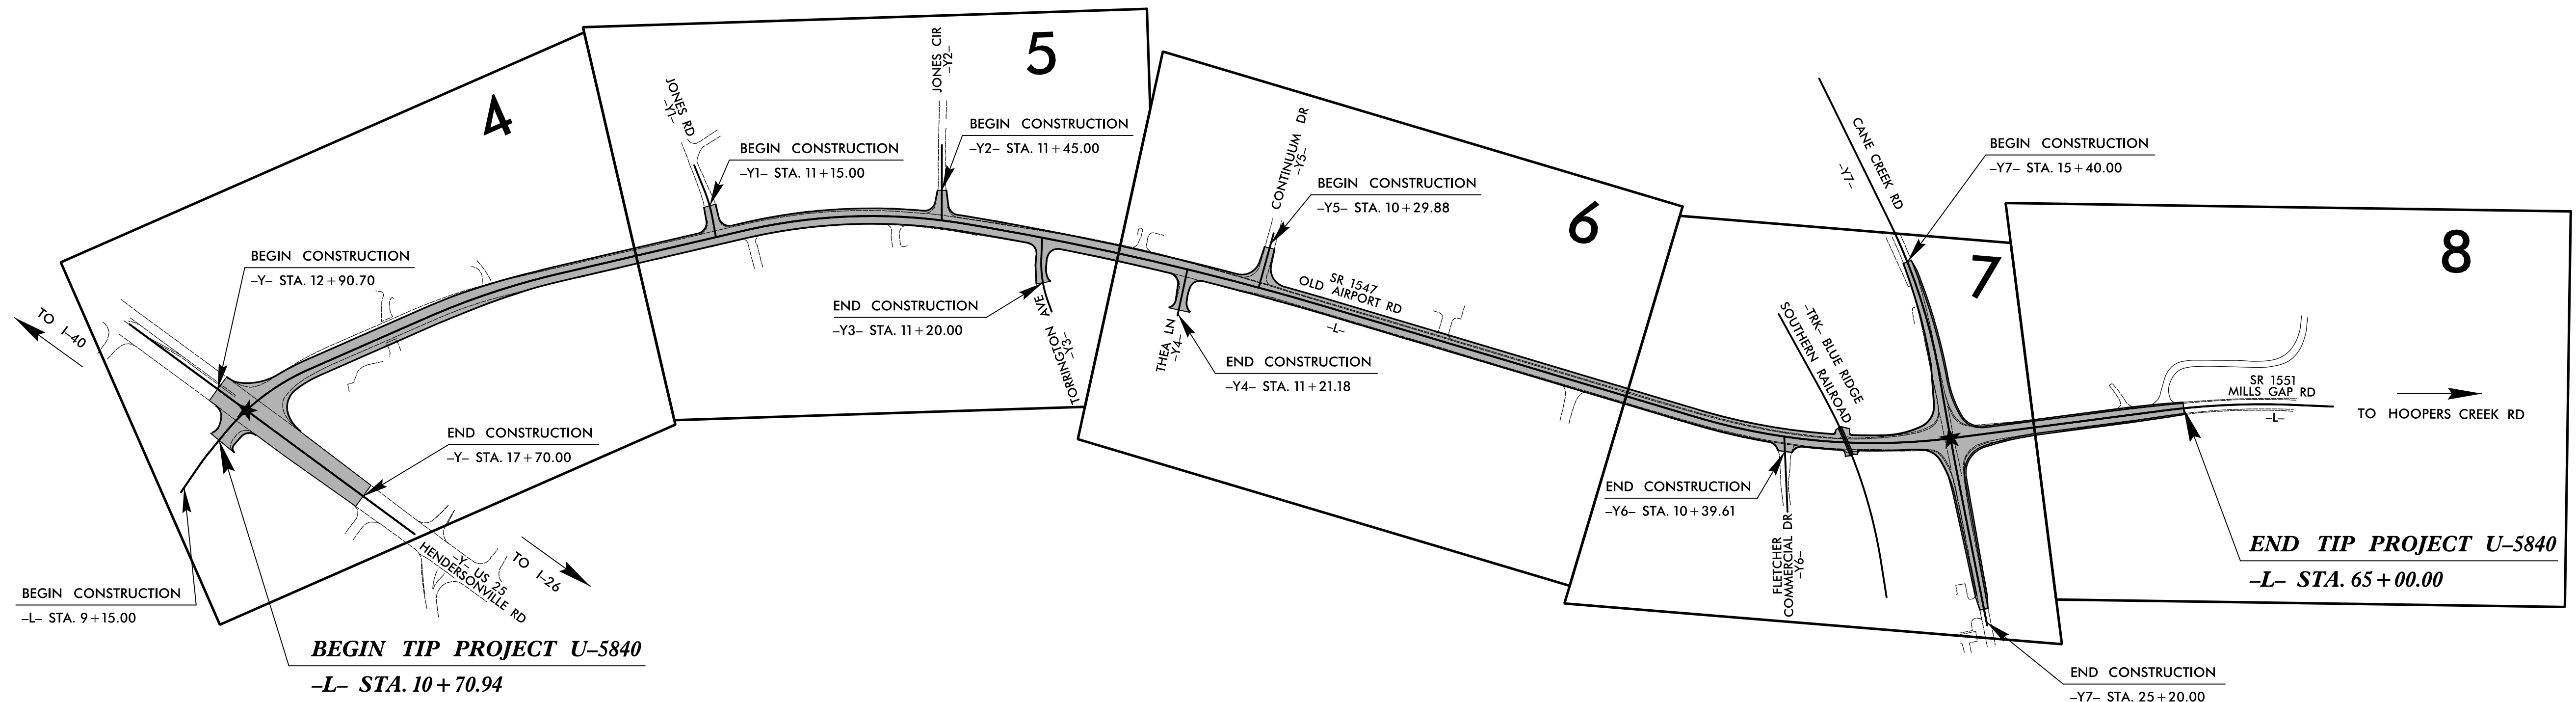 4
5
6
7
8
TO I–40
BEGIN CONSTRUCTION
–Y– STA. 12+90.70
END CONSTRUCTION
–Y– STA. 17+70.00
BEGIN CONSTRUCTION
–L– STA. 9+15.00
BEGIN TIP PROJECT U–5840
–L– STA. 10+70.94
–Y– US 25
HENDERSONVILLE RD
TO I–26
JONES RD
–Y1–
BEGIN CONSTRUCTION
–Y1– STA. 11+15.00
JONES CIR
–Y2–
BEGIN CONSTRUCTION
–Y2– STA. 11+45.00
END CONSTRUCTION
–Y3– STA. 11+20.00
TORRINGTON AVE
–Y3–
THEA LN
–Y4–
END CONSTRUCTION
–Y4– STA. 11+21.18
CONTINUUM DR
–Y5–
BEGIN CONSTRUCTION
–Y5– STA. 10+29.88
SR 1547
OLD AIRPORT RD
–L–
END CONSTRUCTION
–Y6– STA. 10+39.61
FLETCHER
COMMERCIAL DR
–Y6–
–TRK– BLUE RIDGE
SOUTHERN RAILROAD
CANE CREEK RD
–Y7–
BEGIN CONSTRUCTION
–Y7– STA. 15+40.00
END CONSTRUCTION
–Y7– STA. 25+20.00
SR 1551
MILLS GAP RD
–L–
TO HOOPERS CREEK RD
END TIP PROJECT U–5840
–L– STA. 65+00.00